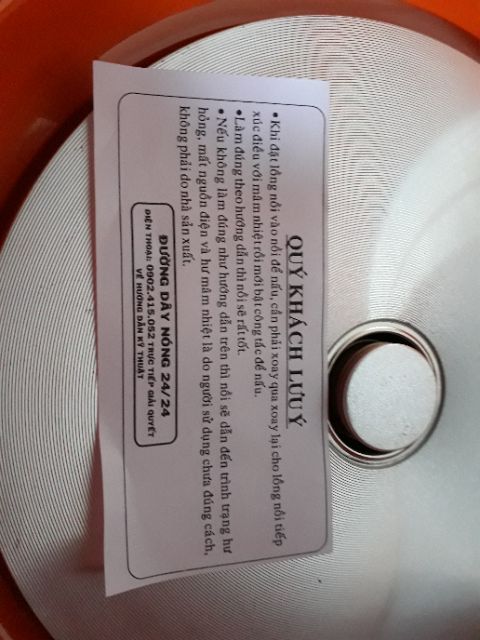 QUÝ KHÁCH LƯU Ý
• Khi đặt lồng nồi vào nồi để nấu, cần phải xoay qua xoay lại cho lồng nồi tiếp
xúc điều với mâm nhiệt rồi mới bật công tắc để nấu.
• Làm đúng theo hướng dẫn thì nồi sẽ rất tốt.
• Nếu không làm đúng như hướng dẫn trên thì nồi sẽ dẫn đến trình trạng hư
hỏng, mất nguồn điện và hư mâm nhiệt là do người sử dụng chưa đúng cách,
không phải do nhà sản xuất.
ĐƯỜNG DÂY NÓNG 24/24
ĐIỆN THOẠI: 0902.415.052 TRỰC TIẾP GIẢI QUYẾT
VỀ HƯỚNG DẪN KỸ THUẬT